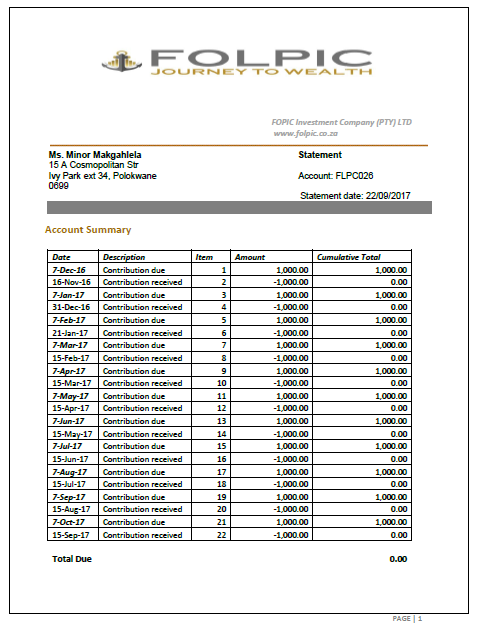 FOLPIC
JOURNEY TO WEALTH
FOPIC Investment Company (PTY) LTD
www.folpic.co.za
Ms. Minor Makgahlela Statement
15 A Cosmopolitan Str
Ivy Park ext 34, Polokwane Account: FLPC026
0699
Statement date: 22/09/2017
Account Summary
Date Description Item Amount Cumulative Total
7-Dec-16 Contribution due 1 1,000.00 1,000.00
16-Nov-16 Contribution received 2 -1,000.00 0.00
7-Jan-17 Contribution due 3 1,000.00 1,000.00
31-Dec-16 Contribution received 4 -1,000.00 0.00
7-Feb-17 Contribution due 5 1,000.00 1,000.00
21-Jan-17 Contribution received 6 -1,000.00 0.00
7-Mar-17 Contribution due 7 1,000.00 1,000.00
15-Feb-17 Contribution received 8 -1,000.00 0.00
7-Apr-17 Contribution due 9 1,000.00 1,000.00
15-Mar-17 Contribution received 10 -1,000.00 0.00
7-May-17 Contribution due 11 1,000.00 1,000.00
15-Apr-17 Contribution received 12 -1,000.00 0.00
7-Jun-17 Contribution due 13 1,000.00 1,000.00
15-May-17 Contribution received 14 -1,000.00 0.00
7-Jul-17 Contribution due 15 1,000.00 1,000.00
15-Jun-17 Contribution received 16 -1,000.00 0.00
7-Aug-17 Contribution due 17 1,000.00 1,000.00
15-Jul-17 Contribution received 18 -1,000.00 0.00
7-Sep-17 Contribution due 19 1,000.00 1,000.00
15-Aug-17 Contribution received 20 -1,000.00 0.00
7-Oct-17 Contribution due 21 1,000.00 1,000.00
15-Sep-17 Contribution received 22 -1,000.00 0.00
Total Due 0.00
PAGE | 1